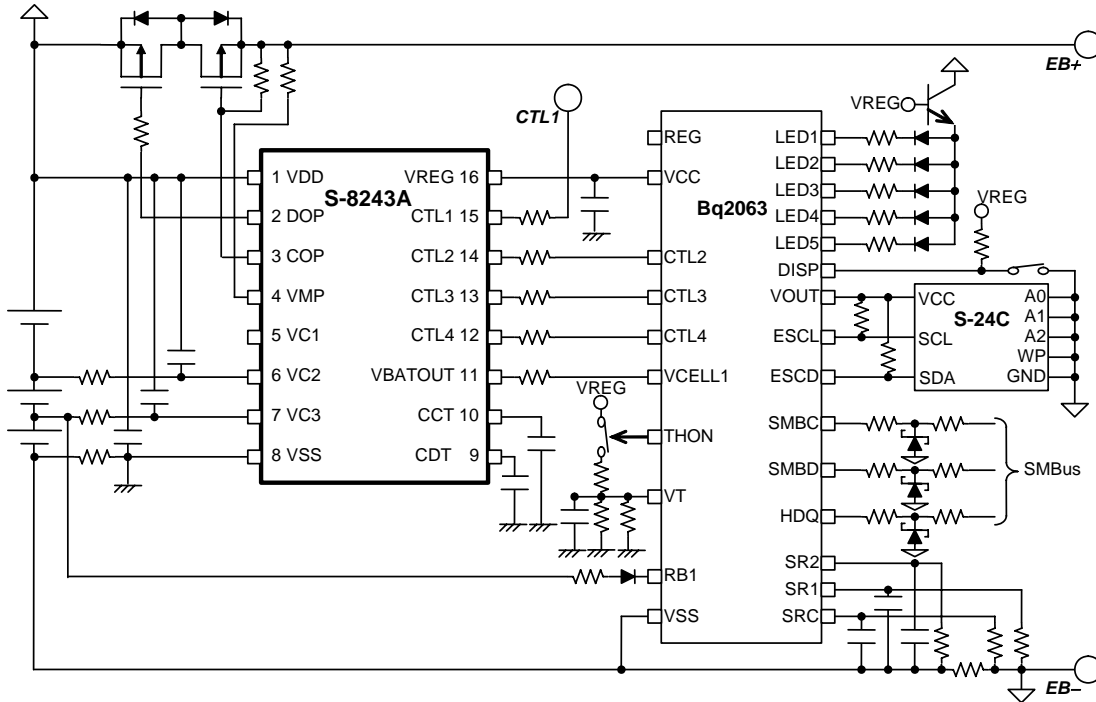 EB+
CTL1
S-8243A
1 VDD
2 DOP
3 COP
4 VMP
5 VC1
6 VC2
7 VC3
8 VSS
VREG 16
CTL1 15
CTL2 14
CTL3 13
CTL4 12
VBATOUT 11
CCT 10
CDT 9
VREG
Bq2063
REG
VCC
CTL2
CTL3
CTL4
VCELL1
THON
VT
RB1
VSS
LED1
LED2
LED3
LED4
LED5
DISP
VOUT
ESCL
ESCD
SMBC
SMBD
HDQ
SR2
SR1
SRC
VREG
VREG
S-24C
VCC
SCL
SDA
A0
A1
A2
WP
GND
SMBus
EB−